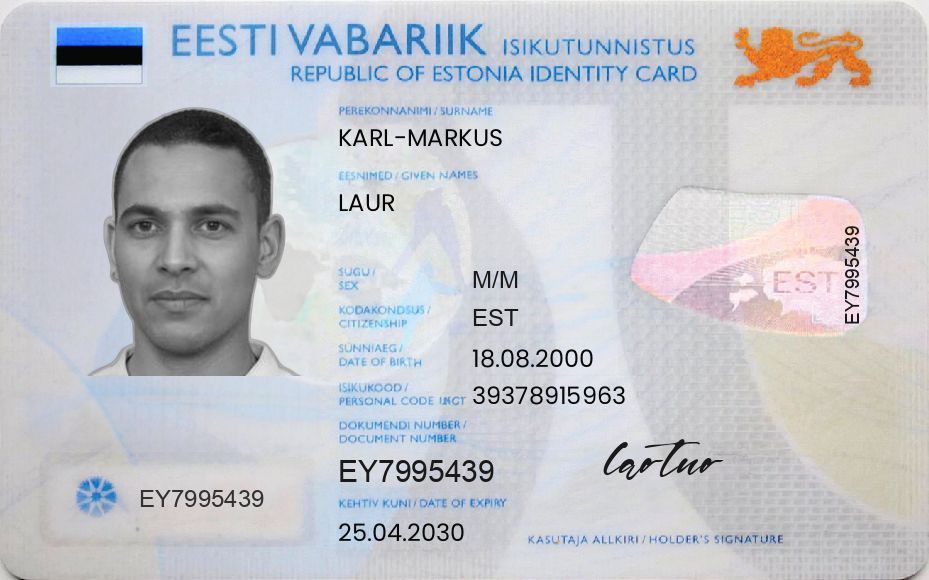 EESTI VABARIIK ISIKUTUNNISTUS
REPUBLIC OF ESTONIA IDENTITY CARD
PEREKONNANIMI / SURNAME
KARL-MARKUS
EESNIMED / GIVEN NAMES
LAUR
SUGU /
SEX
M/M
KODAKONDSUS /
CITIZENSHIP
EST
SÜNNIAEG /
DATE OF BIRTH
18.08.2000
ISIKUKOOD /
PERSONAL CODE
39378915963
DOKUMENDI NUMBER /
DOCUMENT NUMBER
EY7995439
KEHTIV KUNI / DATE OF EXPIRY
25.04.2030
EY7995439
EST
EY7995439
KASUTAJA ALLKIRI / HOLDER'S SIGNATURE